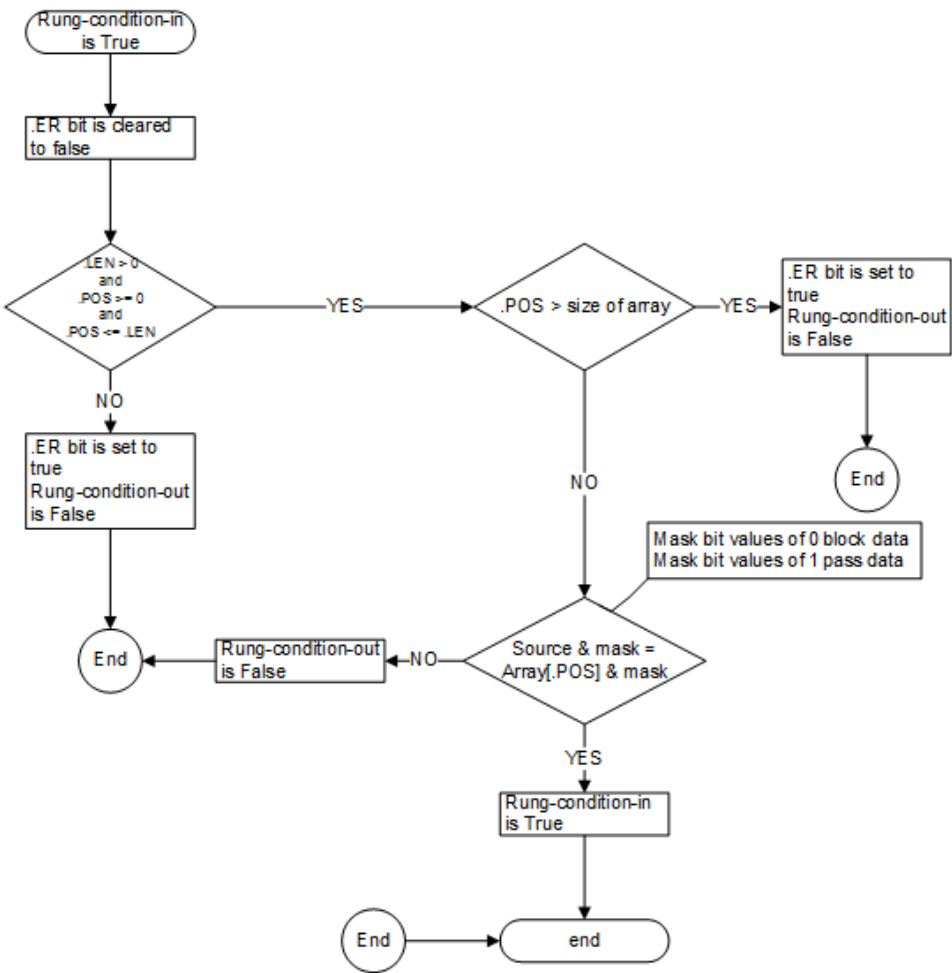 Rung-condition-in
is True
.ER bit is cleared
to false
.LEN > 0
and
.POS >= 0
and
.POS <= .LEN
YES
.POS > size of array
YES
.ER bit is set to
true
Rung-condition-out
is False
End
NO
.ER bit is set to
true
Rung-condition-out
is False
NO
Mask bit values of 0 block data
Mask bit values of 1 pass data
Source & mask =
Array[.POS] & mask
NO
Rung-condition-out
is False
End
YES
Rung-condition-in
is True
End
end